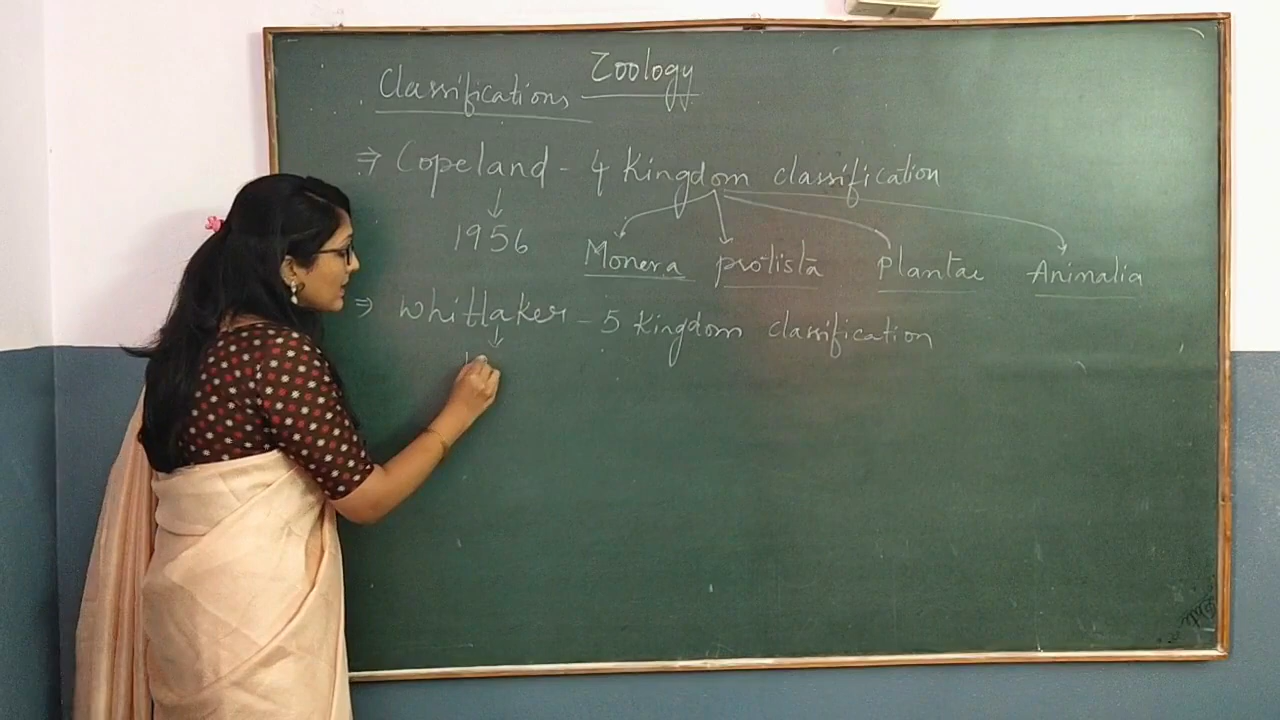 Zoology
Classifications
⇒ Copeland - 4 Kingdom classification
1956
Monera protista plantae Animalia
⇒ Whittaker - 5 Kingdom classification